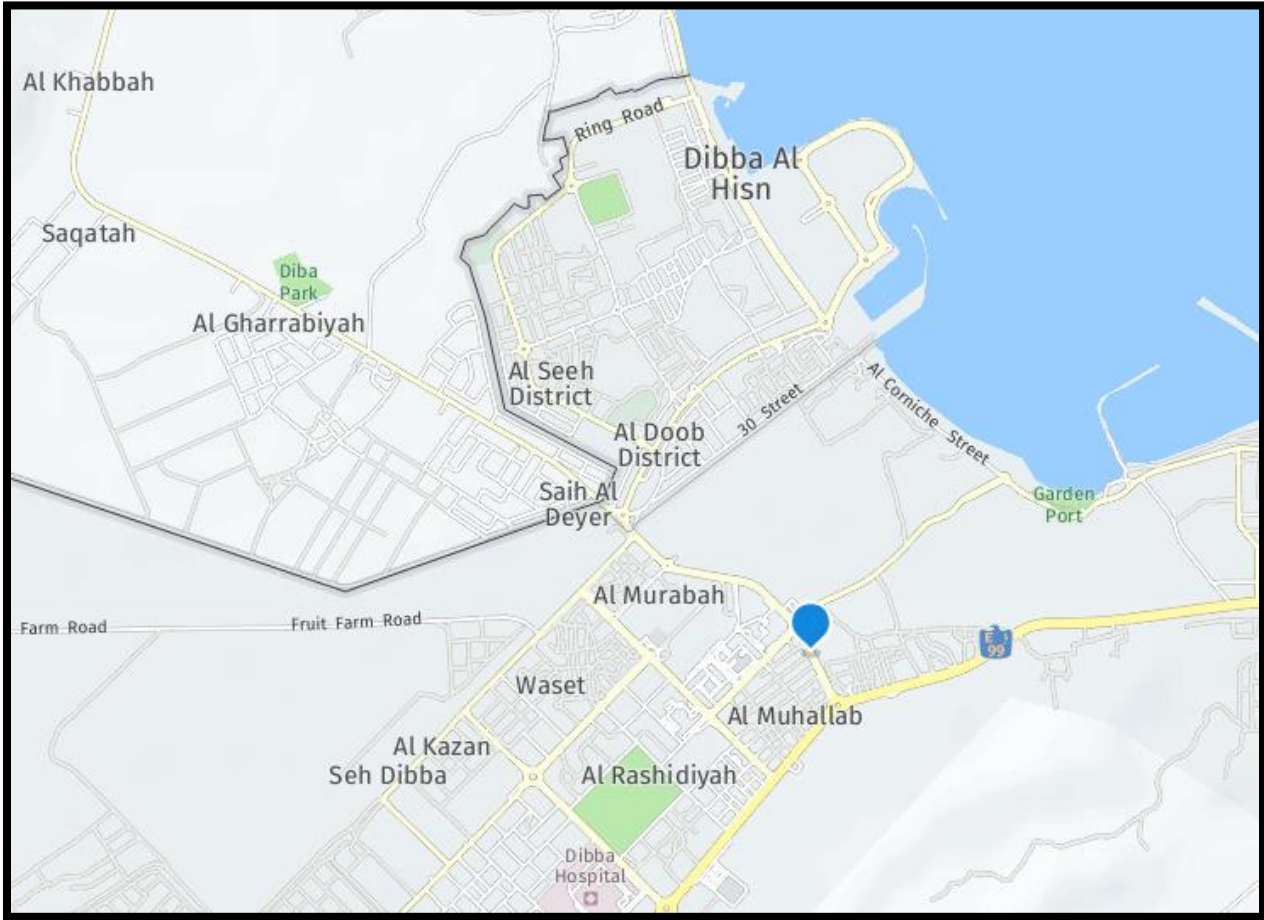 Al Khabbah
Ring Road
Dibba Al
Hisn
Saqatah
Diba
Park
Al Gharrabiyah
Al Seeh
District
Al Corniche Street
30 Street
Al Doob
District
Saih Al
Deyer
Garden
Port
Al Murabah
Farm Road
Fruit Farm Road
E
99
Waset
Al Muhallab
Al Kazan
Seh Dibba
Al Rashidiyah
Dibba
Hospital